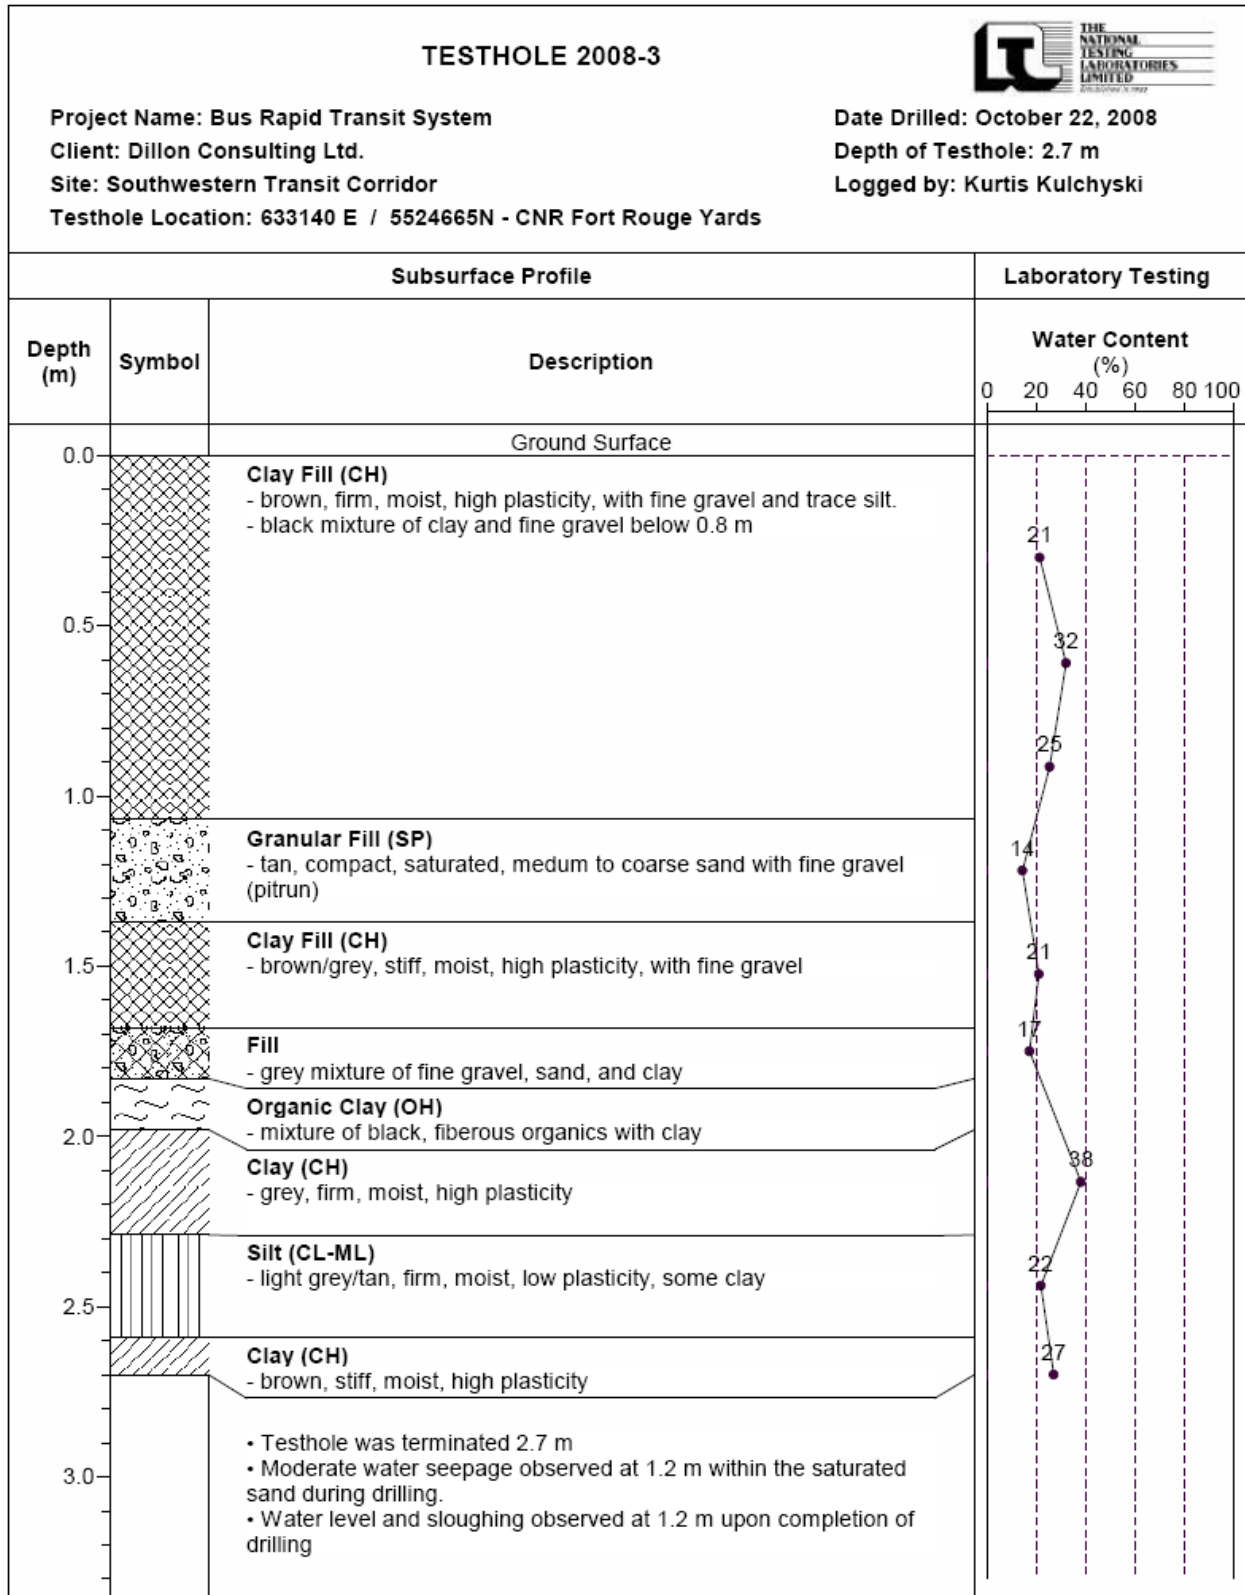 TESTHOLE 2008-3
THE
NATIONAL
TESTING
LABORATORIES
LIMITED
Project Name: Bus Rapid Transit System
Date Drilled: October 22, 2008
Client: Dillon Consulting Ltd.
Depth of Testhole: 2.7 m
Site: Southwestern Transit Corridor
Logged by: Kurtis Kulchyski
Testhole Location: 633140 E / 5524665N - CNR Fort Rouge Yards
Subsurface Profile
Laboratory Testing
Depth
(m)
Symbol
Description
Water Content
(%)
0 20 40 60 80 100
Ground Surface
0.0
Clay Fill (CH)
- brown, firm, moist, high plasticity, with fine gravel and trace silt.
- black mixture of clay and fine gravel below 0.8 m
21
0.5
32
25
1.0
Granular Fill (SP)
- tan, compact, saturated, medum to coarse sand with fine gravel
(pitrun)
14
Clay Fill (CH)
- brown/grey, stiff, moist, high plasticity, with fine gravel
21
1.5
17
Fill
- grey mixture of fine gravel, sand, and clay
Organic Clay (OH)
- mixture of black, fiberous organics with clay
2.0
Clay (CH)
- grey, firm, moist, high plasticity
38
Silt (CL-ML)
- light grey/tan, firm, moist, low plasticity, some clay
22
2.5
Clay (CH)
- brown, stiff, moist, high plasticity
27
• Testhole was terminated 2.7 m
• Moderate water seepage observed at 1.2 m within the saturated
sand during drilling.
• Water level and sloughing observed at 1.2 m upon completion of
drilling
3.0